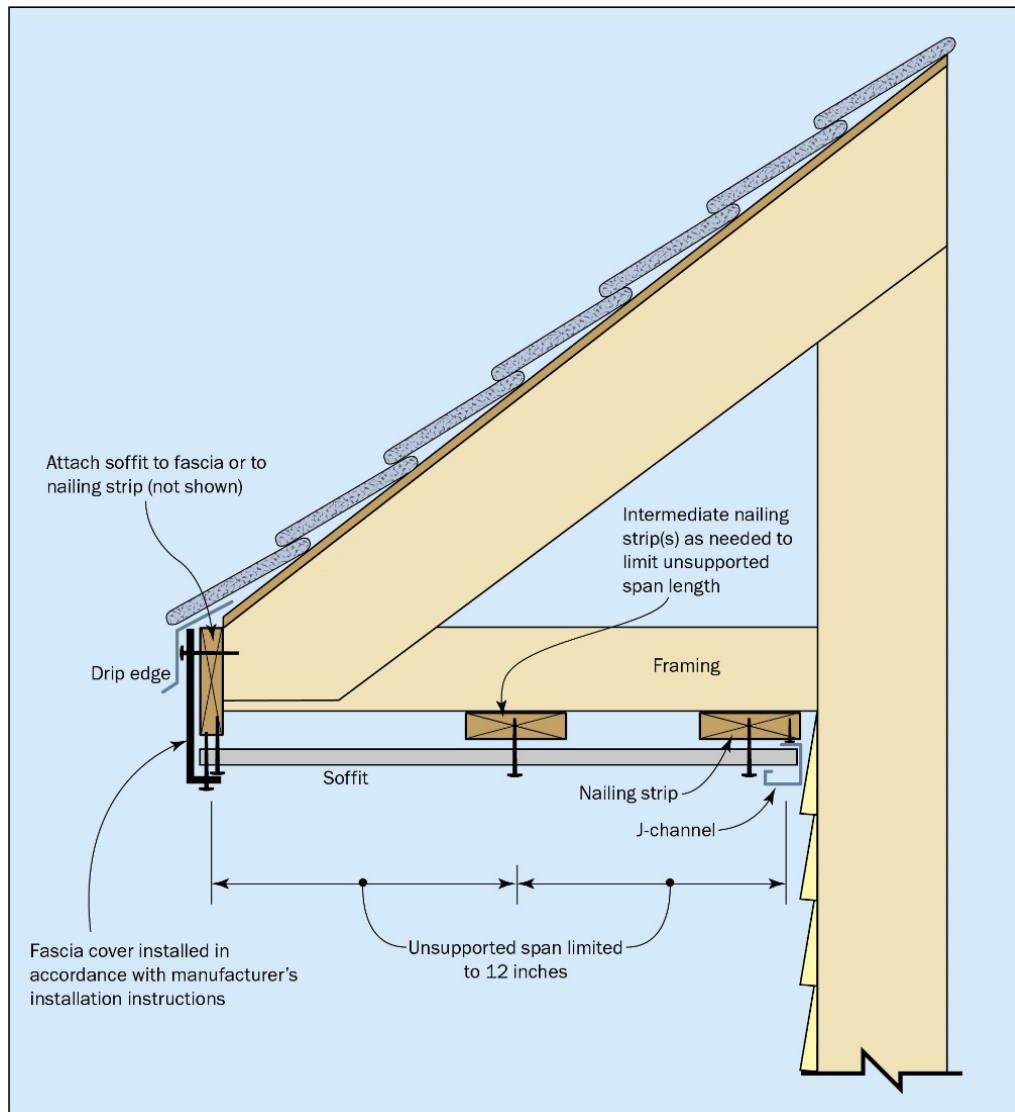 Attach soffit to fascia or to
nailing strip (not shown)
Intermediate nailing
strip(s) as needed to
limit unsupported
span length
Drip edge
Framing
Soffit
Nailing strip
J-channel
Fascia cover installed in
accordance with manufacturer’s
installation instructions
Unsupported span limited
to 12 inches